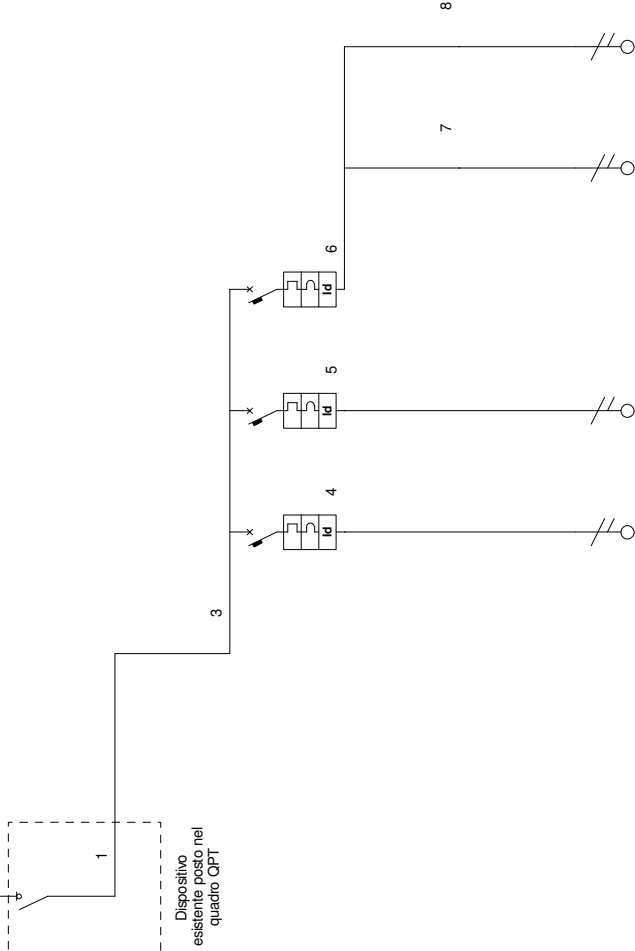 1
Dispositivo
esistente posto nel
quadro QPT
3
4
Id
5
Id
6
Id
7
8